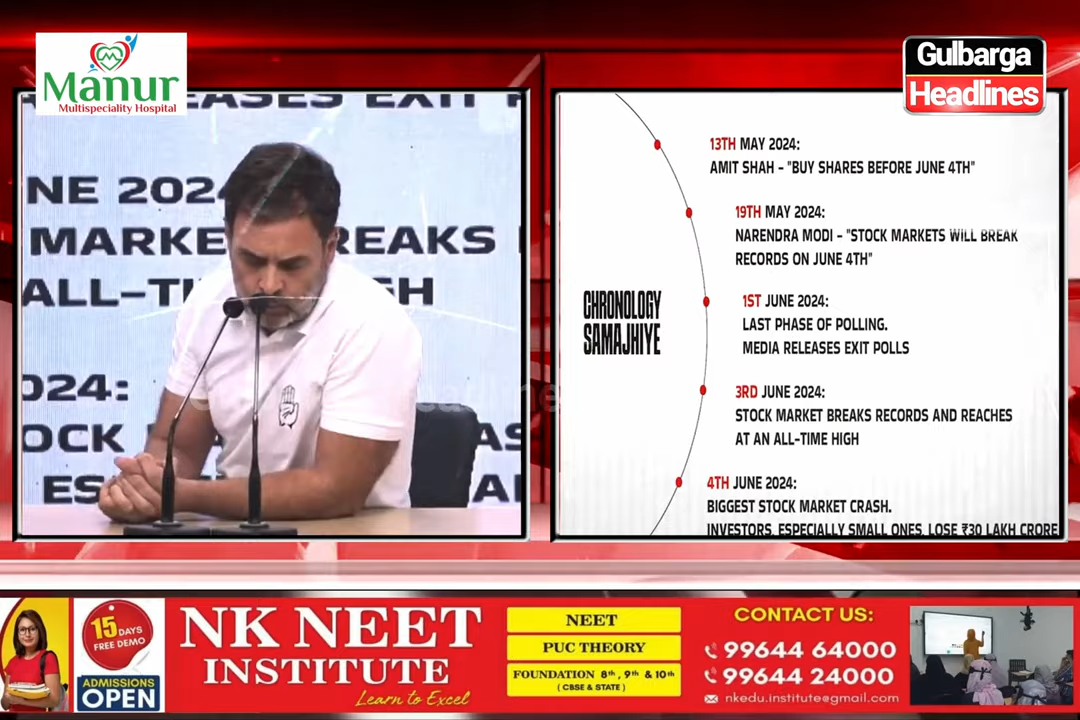 Manur
Multispeciality Hospital
Gulbarga
Headlines
EASES EXIT
NE 2024
MARKE BREAKS
ALL-TI GH
024:
OCK
ES
13TH MAY 2024:
AMIT SHAH – "BUY SHARES BEFORE JUNE 4TH"
19TH MAY 2024:
NARENDRA MODI – "STOCK MARKETS WILL BREAK
RECORDS ON JUNE 4TH"
1ST JUNE 2024:
LAST PHASE OF POLLING.
MEDIA RELEASES EXIT POLLS
CHRONOLOGY
SAMAJHIYE
3RD JUNE 2024:
STOCK MARKET BREAKS RECORDS AND REACHES
AT AN ALL-TIME HIGH
4TH JUNE 2024:
BIGGEST STOCK MARKET CRASH.
INVESTORS, ESPECIALLY SMALL ONES, LOSE ₹30 LAKH CRORE
15 DAYS
FREE DEMO
ADMISSIONS
OPEN
NK NEET
INSTITUTE
Learn to Excel
NEET
PUC THEORY
FOUNDATION 8th, 9th & 10th
( CBSE & STATE )
CONTACT US:
99644 64000
99644 24000
nkedu.institute@gmail.com